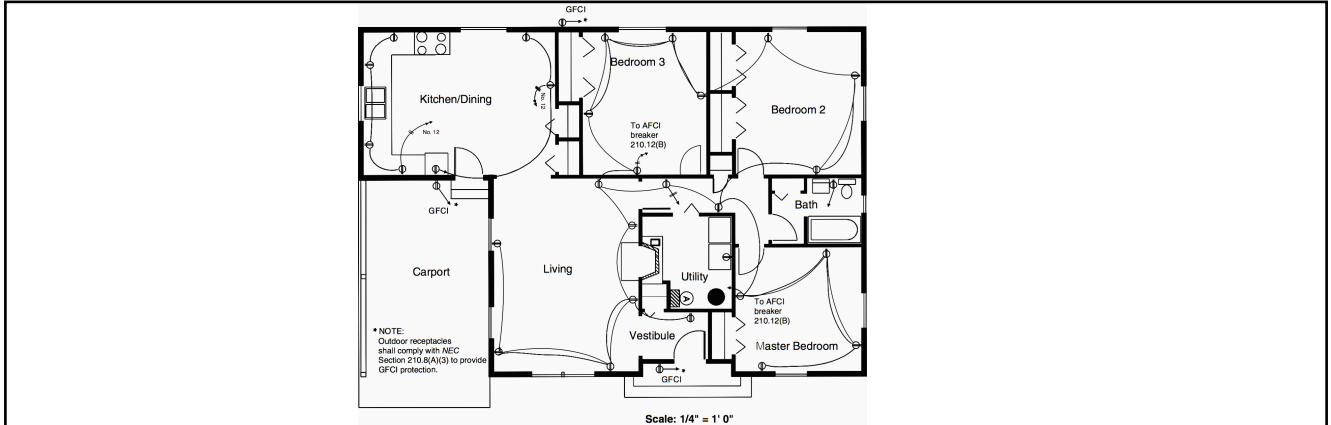 GFCI
*
Bedroom 3
Kitchen/Dining
No. 12
Bedroom 2
No. 12
To AFCI
breaker
210.12(B)
GFCI
*
Bath
Carport
Living
Utility
A
To AFCI
breaker
210.12(B)
* NOTE:
Outdoor receptacles
shall comply with NEC
Section 210.8(A)(3) to provide
GFCI protection.
Vestibule
Master Bedroom
GFCI
*
Scale: 1/4" = 1' 0"